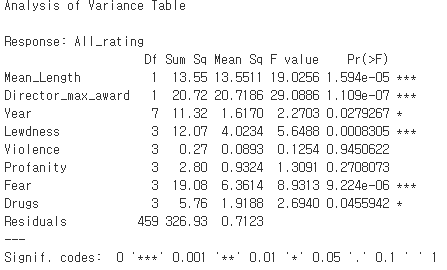 Analysis of Variance Table
Response: All_rating
Df Sum Sq Mean Sq F value Pr(>F)
Mean_Length 1 13.55 13.5511 19.0256 1.594e-05 ***
Director_max_award 1 20.72 20.7186 29.0886 1.109e-07 ***
Year 7 11.32 1.6170 2.2703 0.0279267 *
Lewdness 3 12.07 4.0234 5.6488 0.0008305 ***
Violence 3 0.27 0.0893 0.1254 0.9450622
Profanity 3 2.80 0.9324 1.3091 0.2708073
Fear 3 19.08 6.3614 8.9313 9.224e-06 ***
Drugs 3 5.76 1.9188 2.6940 0.0455942 *
Residuals 459 326.93 0.7123
---
Signif. codes: 0 '***' 0.001 '**' 0.01 '*' 0.05 '.' 0.1 ' ' 1